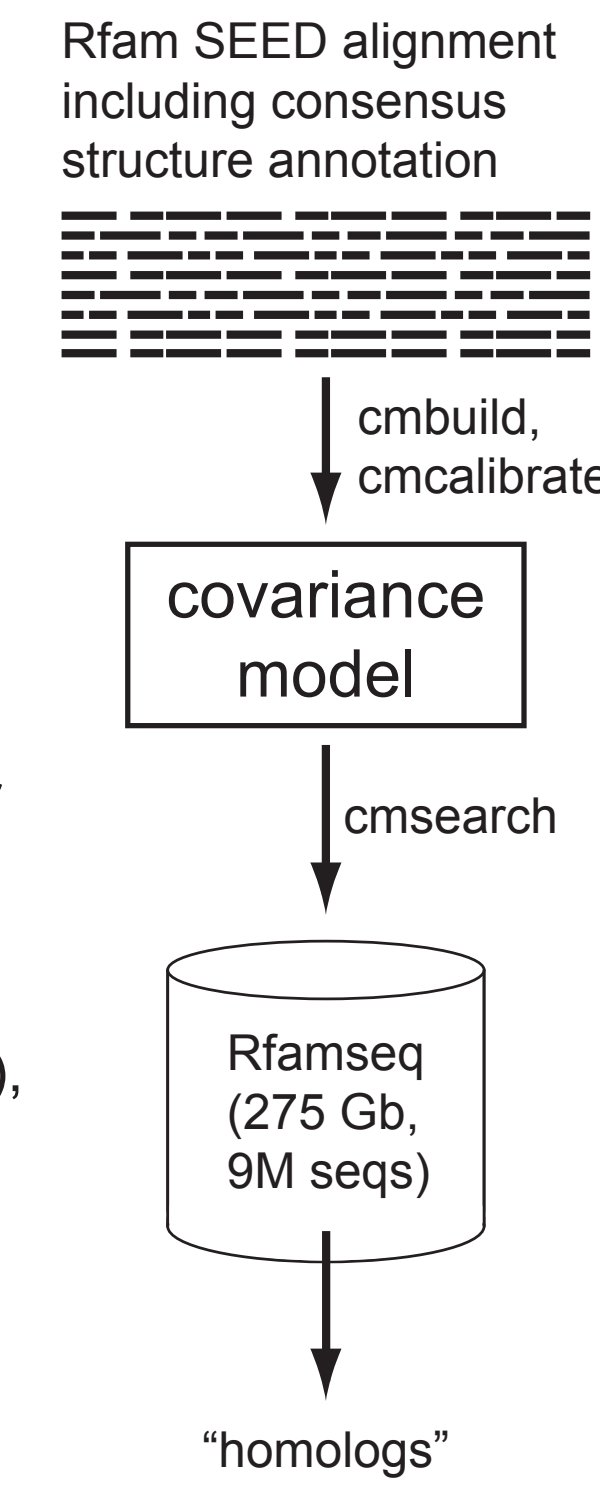 Rfam SEED alignment
including consensus
structure annotation
cmbuild,
cmcalibrate
covariance
model
cmsearch
),
Rfamseq
(275 Gb,
9M seqs)
“homologs”